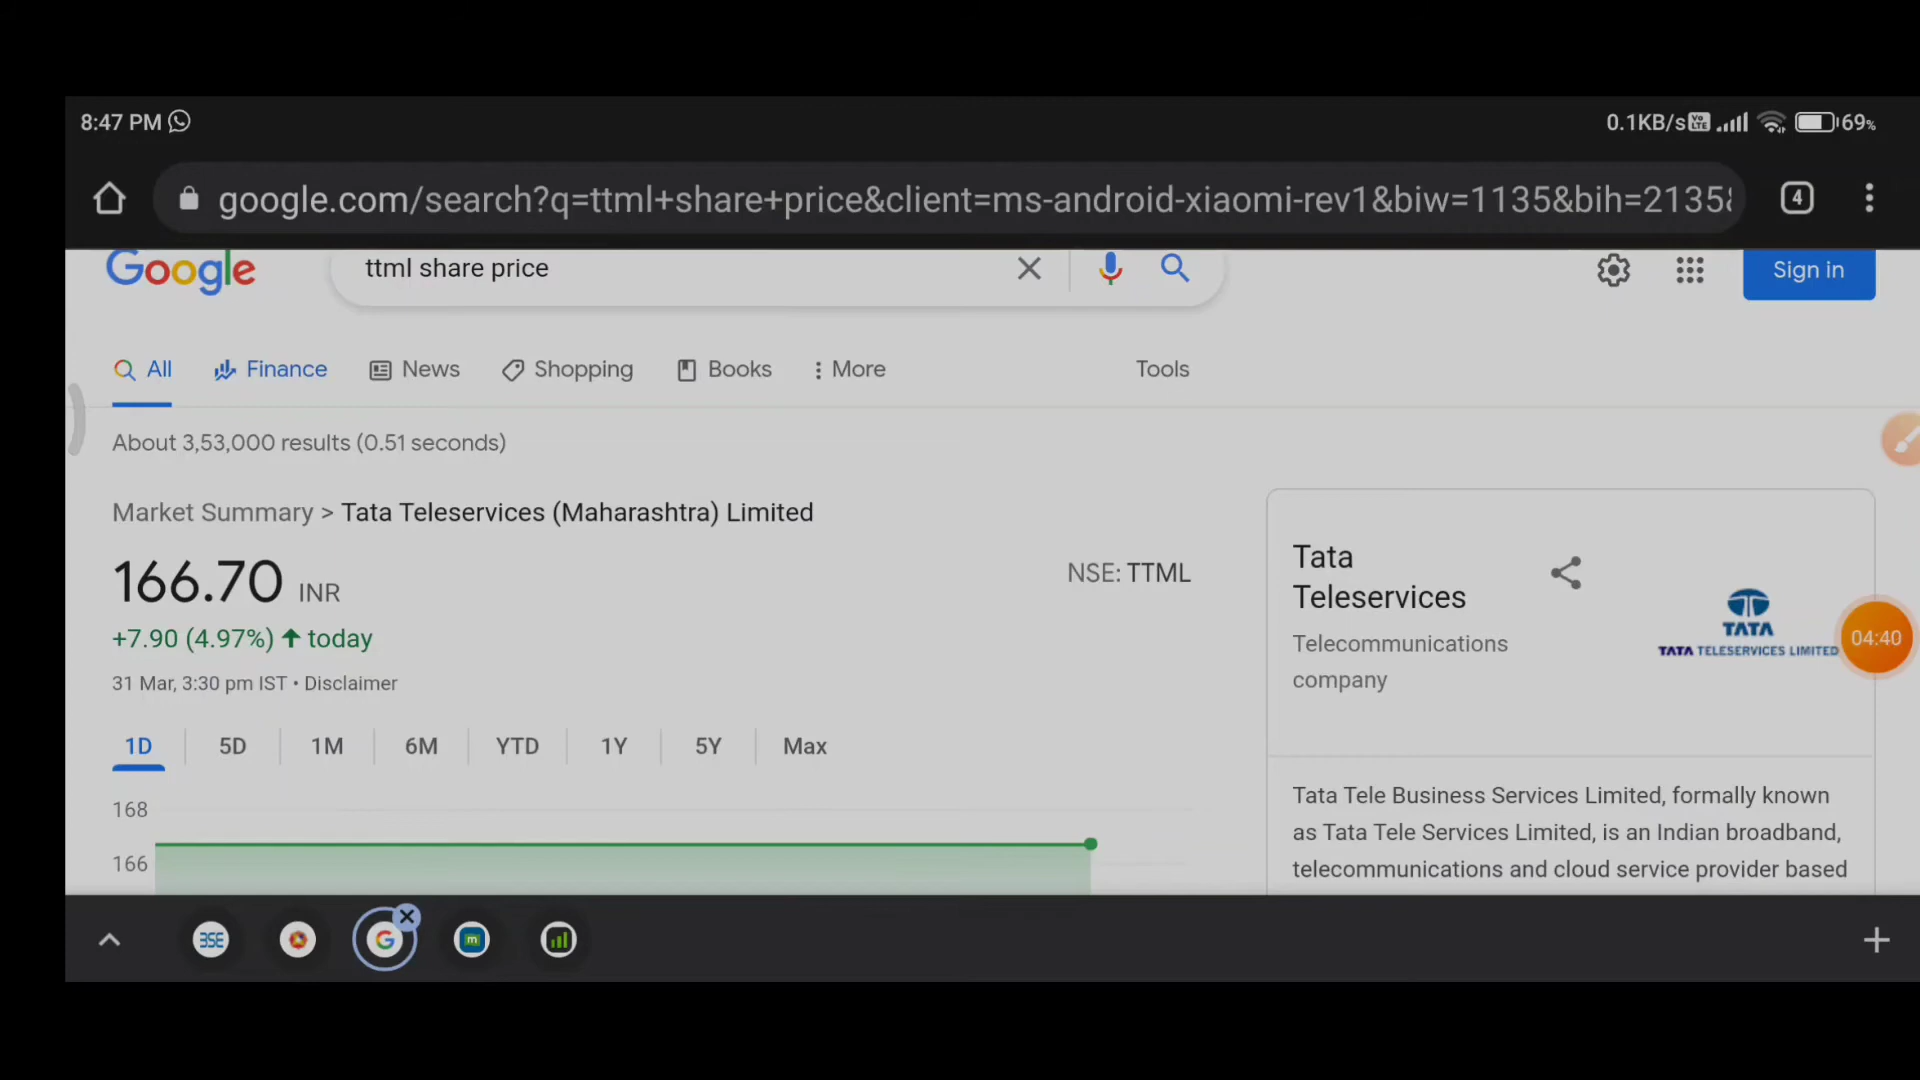 8:47 PM
0.1KB/s Vo LTE 69%
google.com/search?q=ttml+share+price&client=ms-android-xiaomi-rev1&biw=1135&bih=2135&
4
Google
ttml share price
Sign in
All Finance News Shopping Books More Tools
About 3,53,000 results (0.51 seconds)
Market Summary > Tata Teleservices (Maharashtra) Limited
166.70 INR
NSE: TTML
+7.90 (4.97%) today
31 Mar, 3:30 pm IST • Disclaimer
1D 5D 1M 6M YTD 1Y 5Y Max
168
166
Tata
Teleservices
Telecommunications
company
TATA
TATA TELESERVICES LIMITED
04:40
Tata Tele Business Services Limited, formally known
as Tata Tele Services Limited, is an Indian broadband,
telecommunications and cloud service provider based
BSE G m